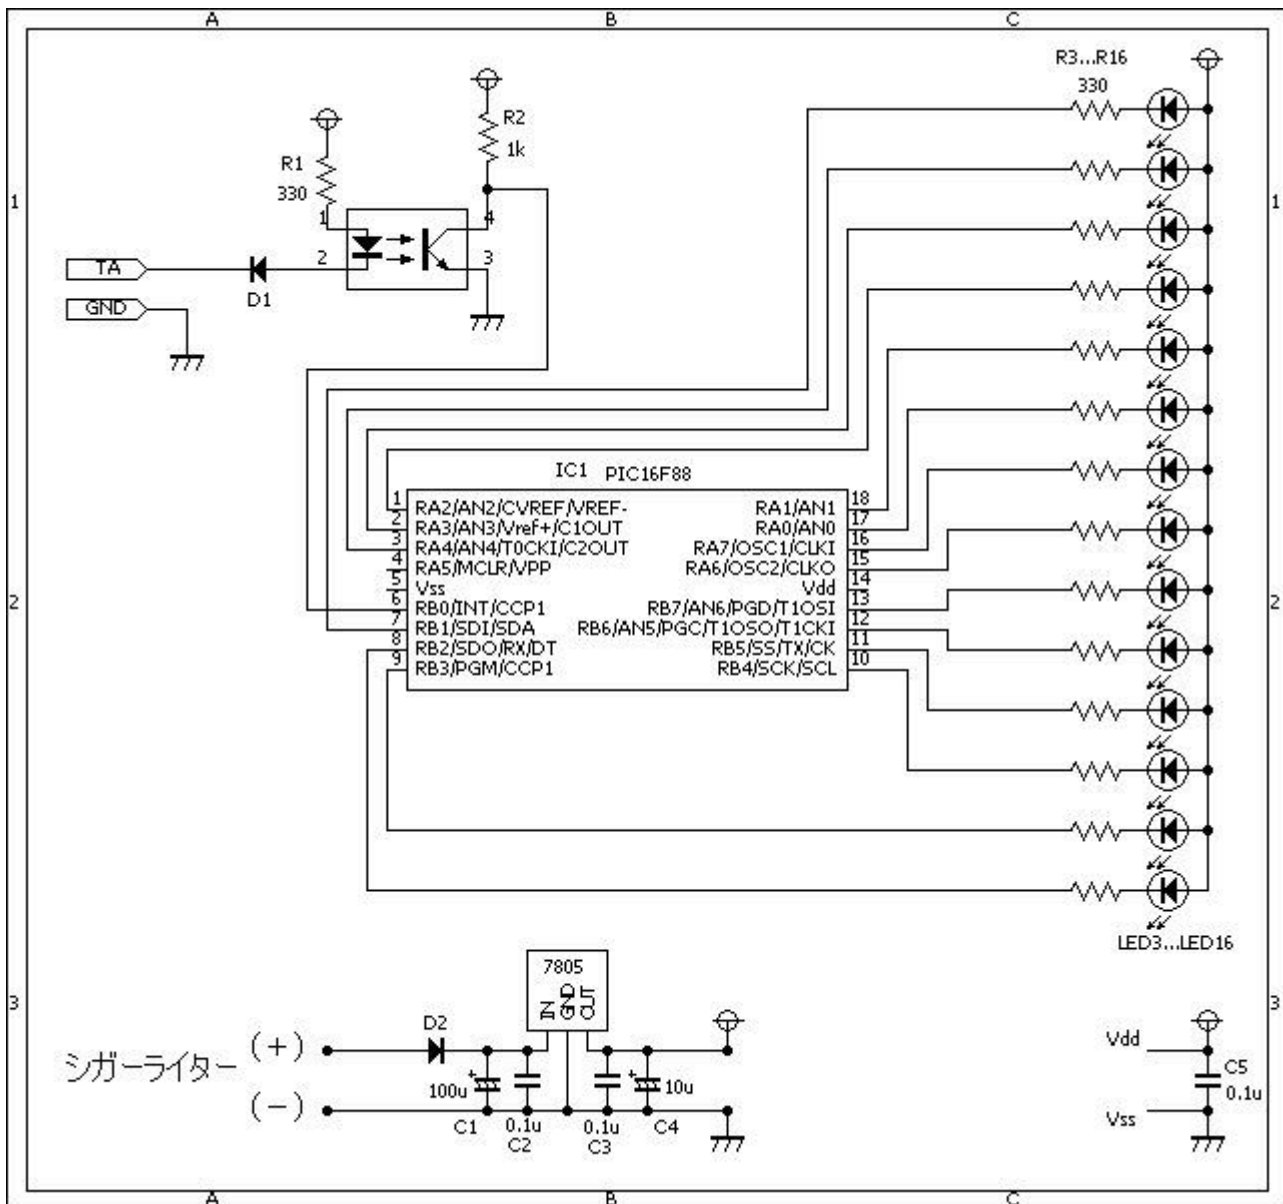 A B C
R3...R16
330
R2
1k
R1
330
1
4
1
1
2
3
TA
D1
GND
IC1 PIC16F88
1 RA2/AN2/CVREF/VREF- RA1/AN1 18
2 RA3/AN3/Vref+/C1OUT RA0/AN0 17
3 RA4/AN4/T0CKI/C2OUT RA7/OSC1/CLKI 16
4 RA5/MCLR/VPP RA6/OSC2/CLKO 15
5 Vss Vdd 14
6 RB0/INT/CCP1 RB7/AN6/PGD/T1OSI 13
7 RB1/SDI/SDA RB6/AN5/PGC/T1OSO/T1CKI 12
8 RB2/SDO/RX/DT RB5/SS/TX/CK 11
9 RB3/PGM/CCP1 RB4/SCK/SCL 10
2
2
LED3...LED16
7805
IN
GND
OUT
3
3
D2
シガーライター
(+)
(-)
100u
10u
C1
0.1u
C2
0.1u
C3
C4
Vdd
C5
0.1u
Vss
A B C